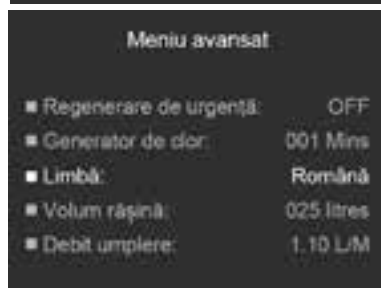 Meniu avansat
Regenerare de urgență: OFF
Generator de clor: 001 Mins
Limbă: Română
Volum rășină: 025 litres
Debit umplere: 1.10 L/M